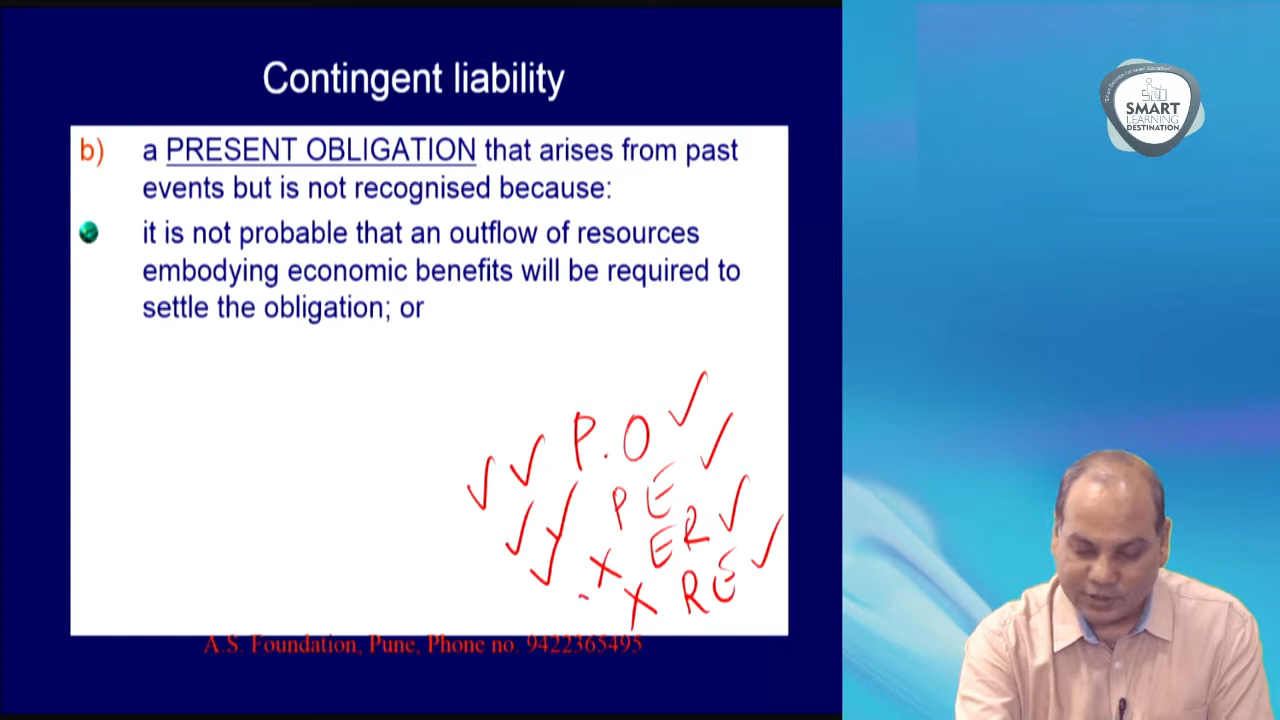 Contingent liability
b) a PRESENT OBLIGATION that arises from past
events but is not recognised because:
it is not probable that an outflow of resources
embodying economic benefits will be required to
settle the obligation; or
P.O
PE
ER
RE
A.S. Foundation, Pune, Phone no. 9422365495
SMART
LEARNING
DESTINATION